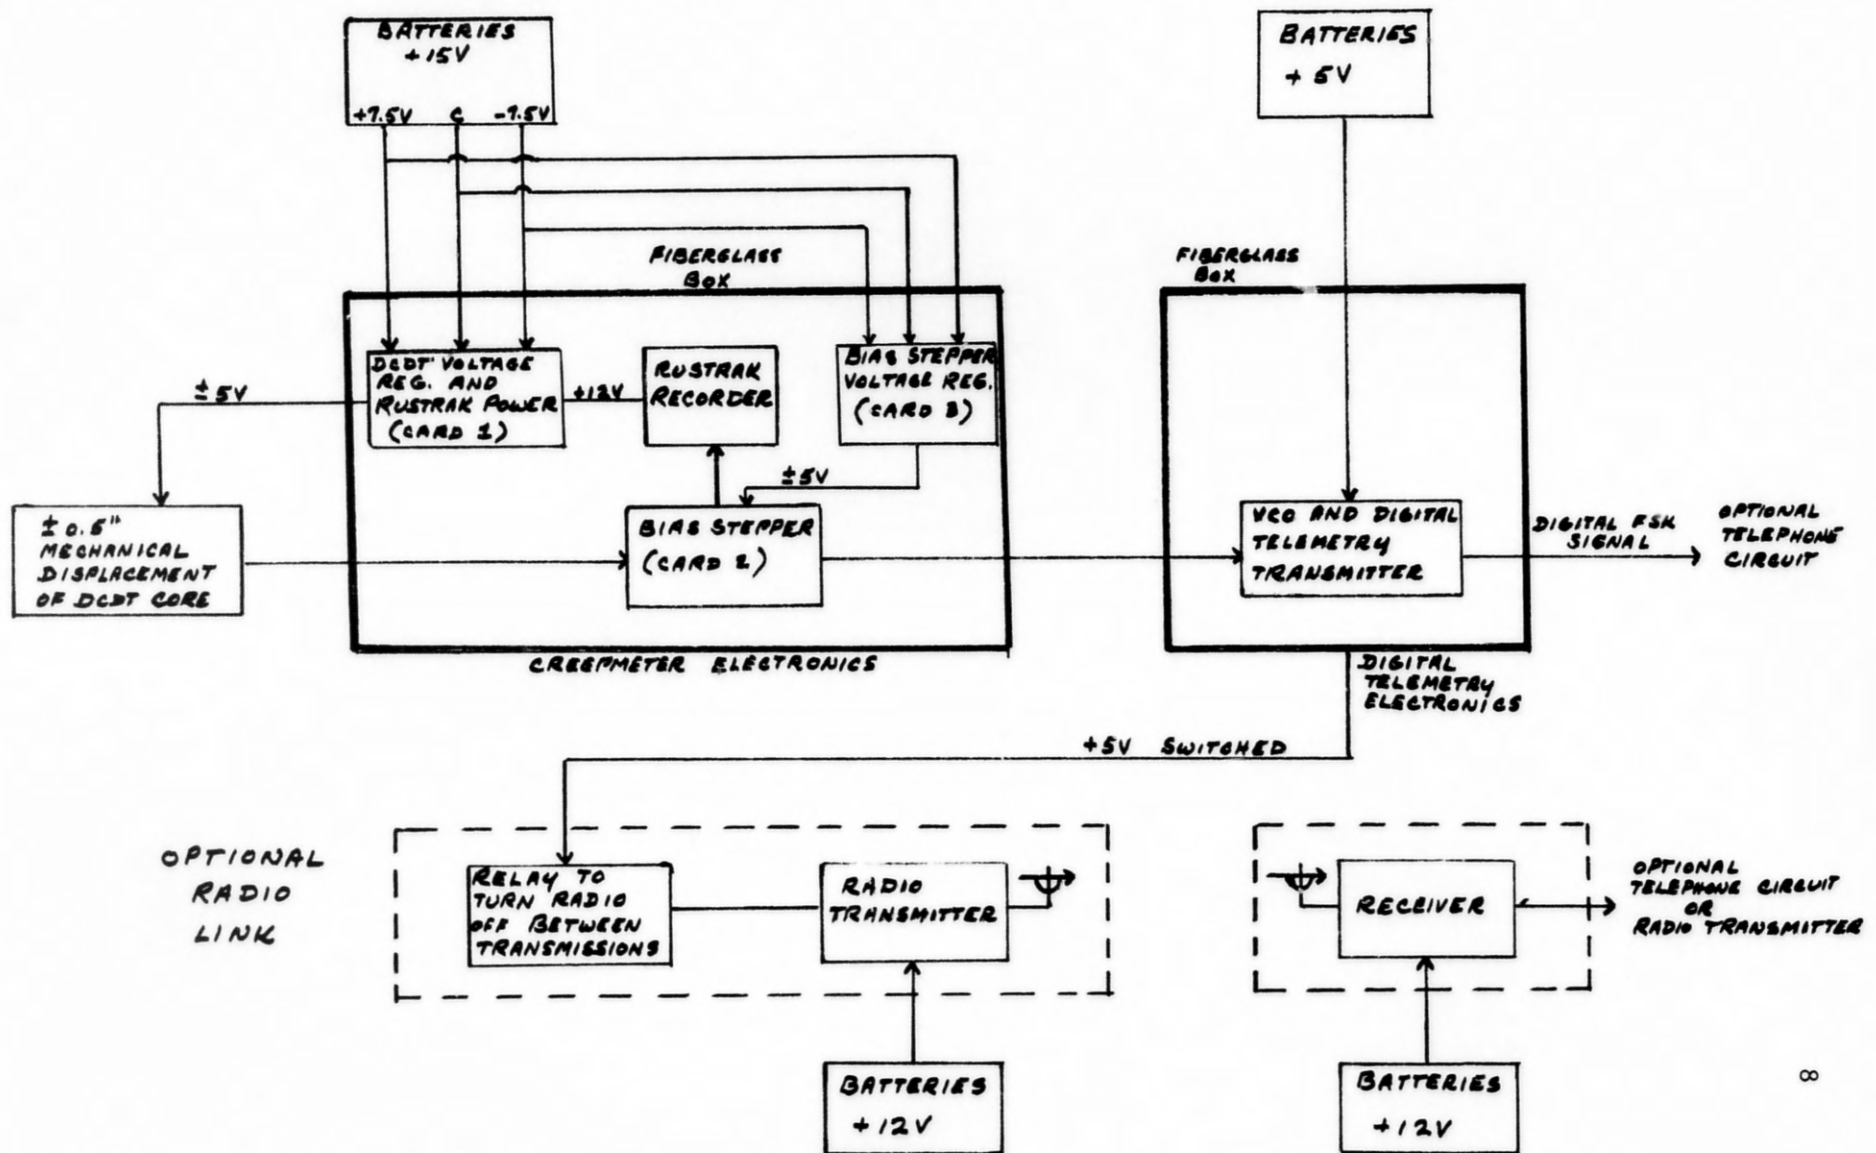 BATTERIES
+15V
+7.5V C -7.5V
BATTERIES
+ 5V
FIBERGLASS
BOX
FIBERGLASS
BOX
DCDT VOLTAGE
REG. AND
RUSTRAK POWER
(CARD 1)
+12V
RUSTRAK
RECORDER
BIAS STEPPER
VOLTAGE REG.
(CARD 3)
±5V
±5V
± 0.5"
MECHANICAL
DISPLACEMENT
OF DCDT CORE
BIAS STEPPER
(CARD 2)
VCO AND DIGITAL
TELEMETRY
TRANSMITTER
DIGITAL FSK
SIGNAL
OPTIONAL
TELEPHONE
CIRCUIT
CREEPMETER ELECTRONICS
DIGITAL
TELEMETRY
ELECTRONICS
+5V SWITCHED
OPTIONAL
RADIO
LINK
RELAY TO
TURN RADIO
OFF BETWEEN
TRANSMISSIONS
RADIO
TRANSMITTER
RECEIVER
OPTIONAL
TELEPHONE CIRCUIT
OR
RADIO TRANSMITTER
BATTERIES
+12V
BATTERIES
+12V
8